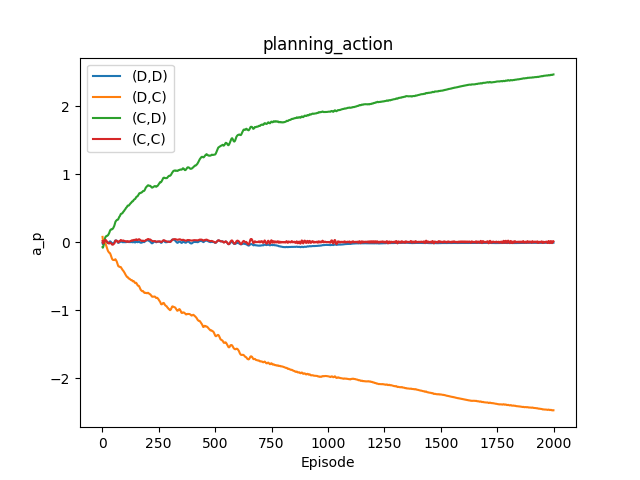 planning_action
(D,D)
(D,C)
(C,D)
(C,C)
a_p
2
1
0
−1
−2
0 250 500 750 1000 1250 1500 1750 2000
Episode